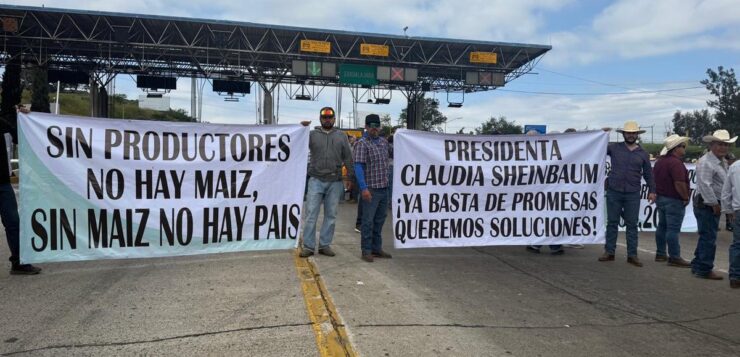 SIN PRODUCTORES
NO HAY MAIZ,
SIN MAIZ NO HAY PAIS
PRESIDENTA
CLAUDIA SHEINBAUM
¡YA BASTA DE PROMESAS
QUEREMOS SOLUCIONES!